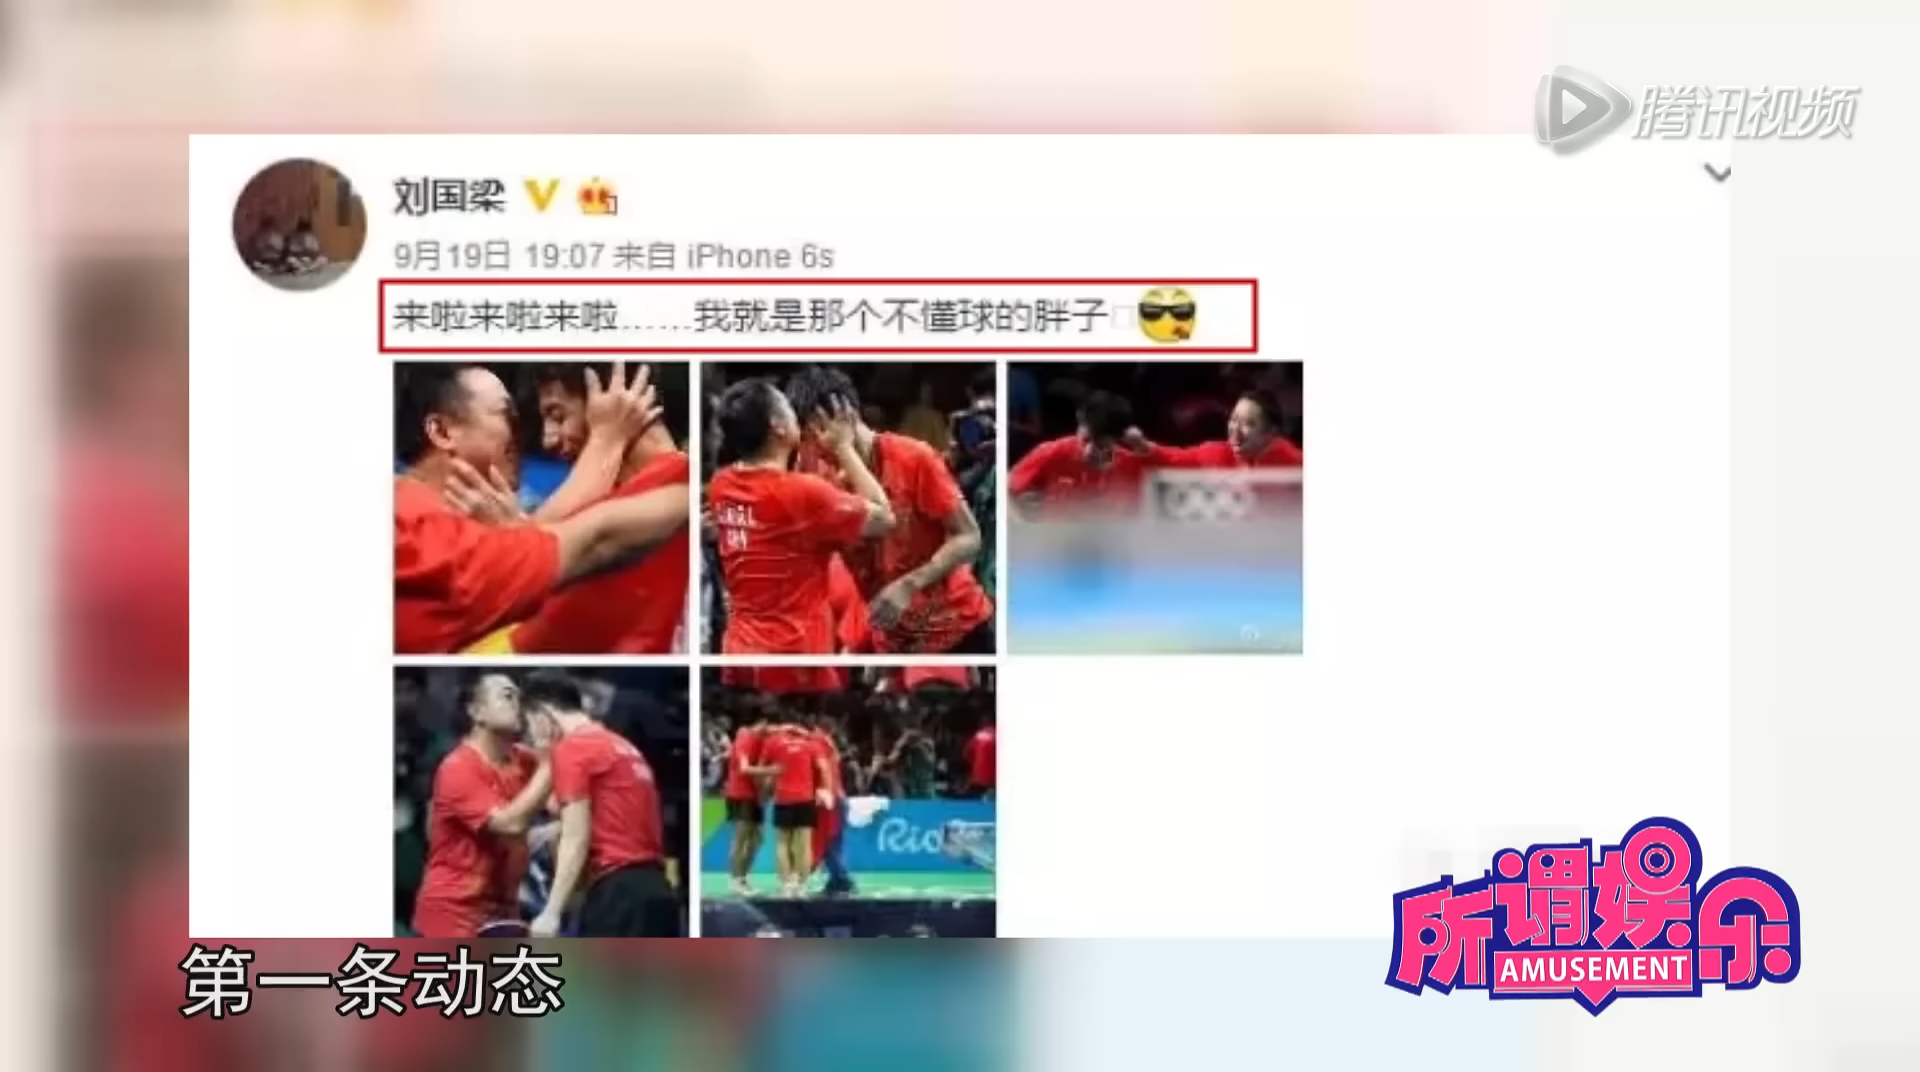 腾讯视频
刘国梁
9月19日 19:07 来自 iPhone 6s
来啦来啦来啦……我就是那个不懂球的胖子
Rio
所谓娱乐
AMUSEMENT
第一条动态